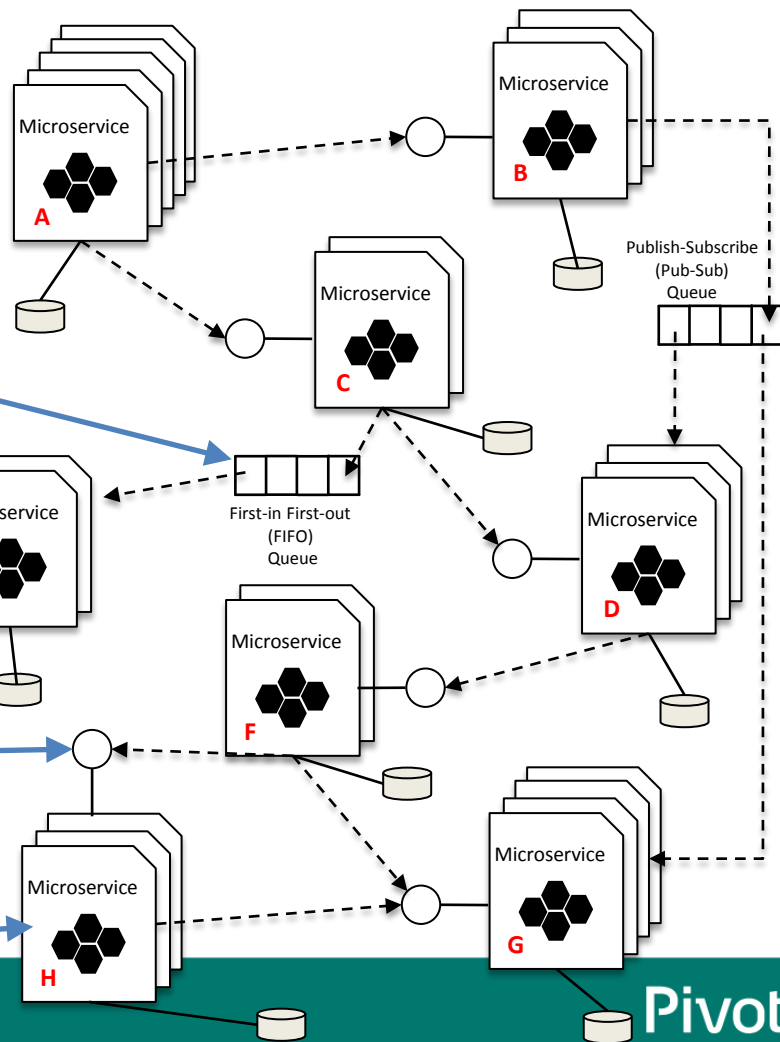 Microservice
B
Microservice
A
Publish-Subscribe
(Pub-Sub)
Queue
Microservice
C
First-in First-out
(FIFO)
Queue
service
Microservice
D
Microservice
F
Microservice
G
Microservice
H
Pivot